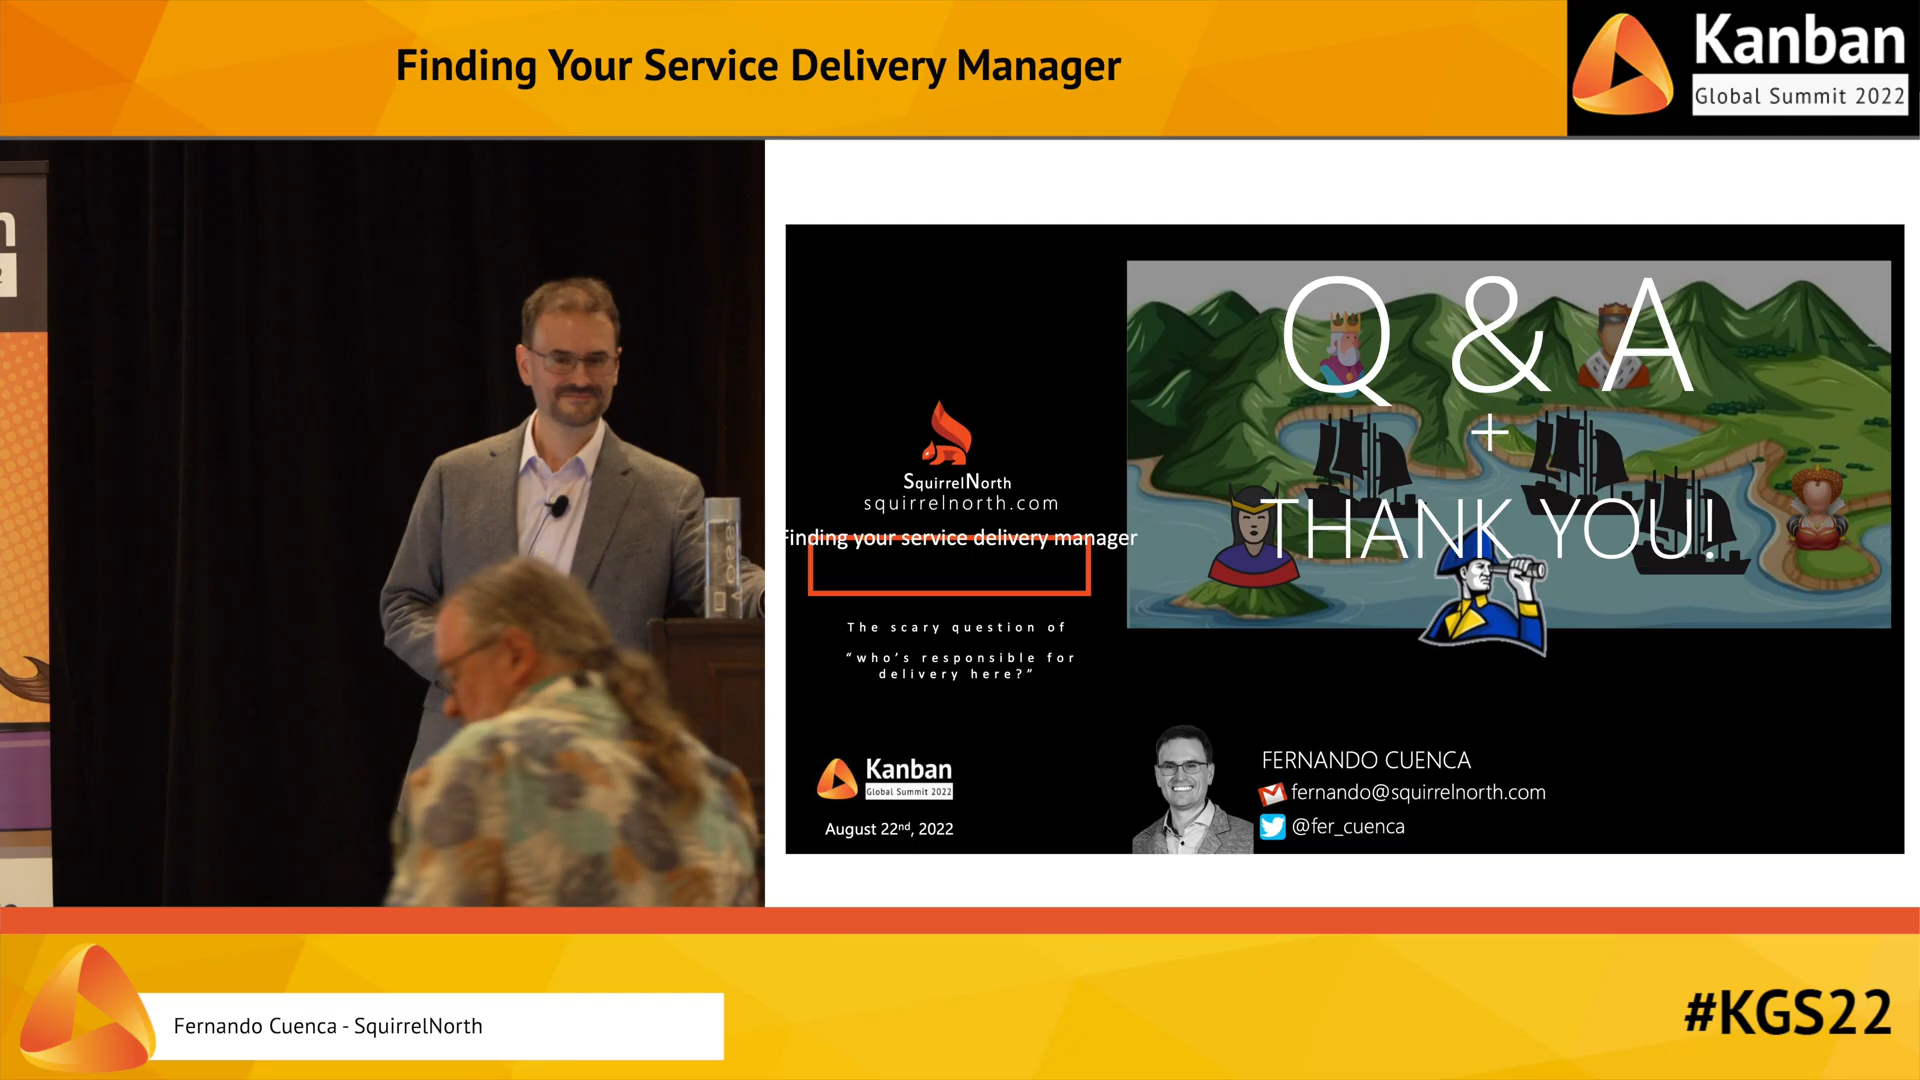 Finding Your Service Delivery Manager
Kanban
Global Summit 2022
Q & A
+
THANK YOU!
SquirrelNorth
squirrelnorth.com
Finding your service delivery manager
The scary question of
“who’s responsible for
delivery here?”
Kanban
Global Summit 2022
August 22nd, 2022
FERNANDO CUENCA
fernando@squirrelnorth.com
@fer_cuenca
Fernando Cuenca - SquirrelNorth
#KGS22